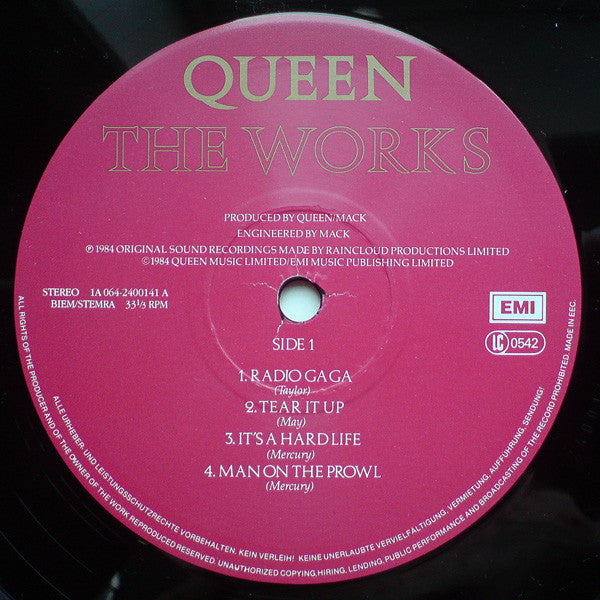 QUEEN
THE WORKS
PRODUCED BY QUEEN/MACK
ENGINEERED BY MACK
℗ 1984 ORIGINAL SOUND RECORDINGS MADE BY RAINCLOUD PRODUCTIONS LIMITED
© 1984 QUEEN MUSIC LIMITED/EMI MUSIC PUBLISHING LIMITED
STEREO 1A 064-2400141 A
BIEM/STEMRA 33⅓ RPM
EMI
LC 0542
SIDE 1
1. RADIO GA GA
(Taylor)
2. TEAR IT UP
(May)
3. IT'S A HARD LIFE
(Mercury)
4. MAN ON THE PROWL
(Mercury)
ALLE URHEBER- UND LEISTUNGSSCHUTZRECHTE VORBEHALTEN. KEIN VERLEIH! KEINE UNERLAUBTE VERVIELFÄLTIGUNG, VERMIETUNG, AUFFÜHRUNG, SENDUNG!
ALL RIGHTS OF THE PRODUCER AND OF THE OWNER OF THE WORK REPRODUCED RESERVED. UNAUTHORIZED COPYING, HIRING, LENDING, PUBLIC PERFORMANCE AND BROADCASTING OF THE RECORD PROHIBITED. MADE IN EEC.